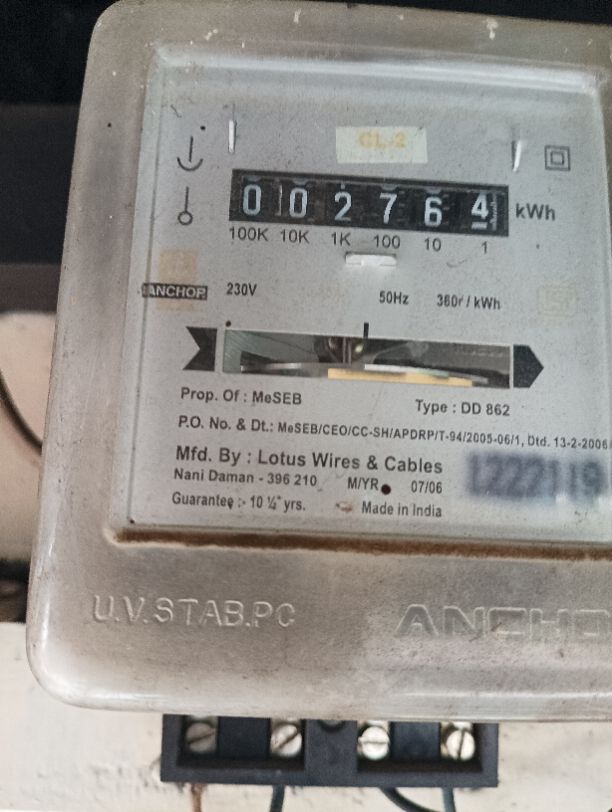 CL-2
0 0 2 7 6 4 kWh
100K 10K 1K 100 10 1
ANCHOR 230V 50Hz 360r / kWh
Prop. Of : MeSEB
Type : DD 862
P.O. No. & Dt.: MeSEB/CEO/CC-SH/APDRP/T-94/2005-06/1, Dtd. 13-2-2006
Mfd. By : Lotus Wires & Cables
Nani Daman - 396 210 M/YR 07/06
Guarantee :- 10 ½ yrs. Made in India
U.V.STAB.PC ANCHO